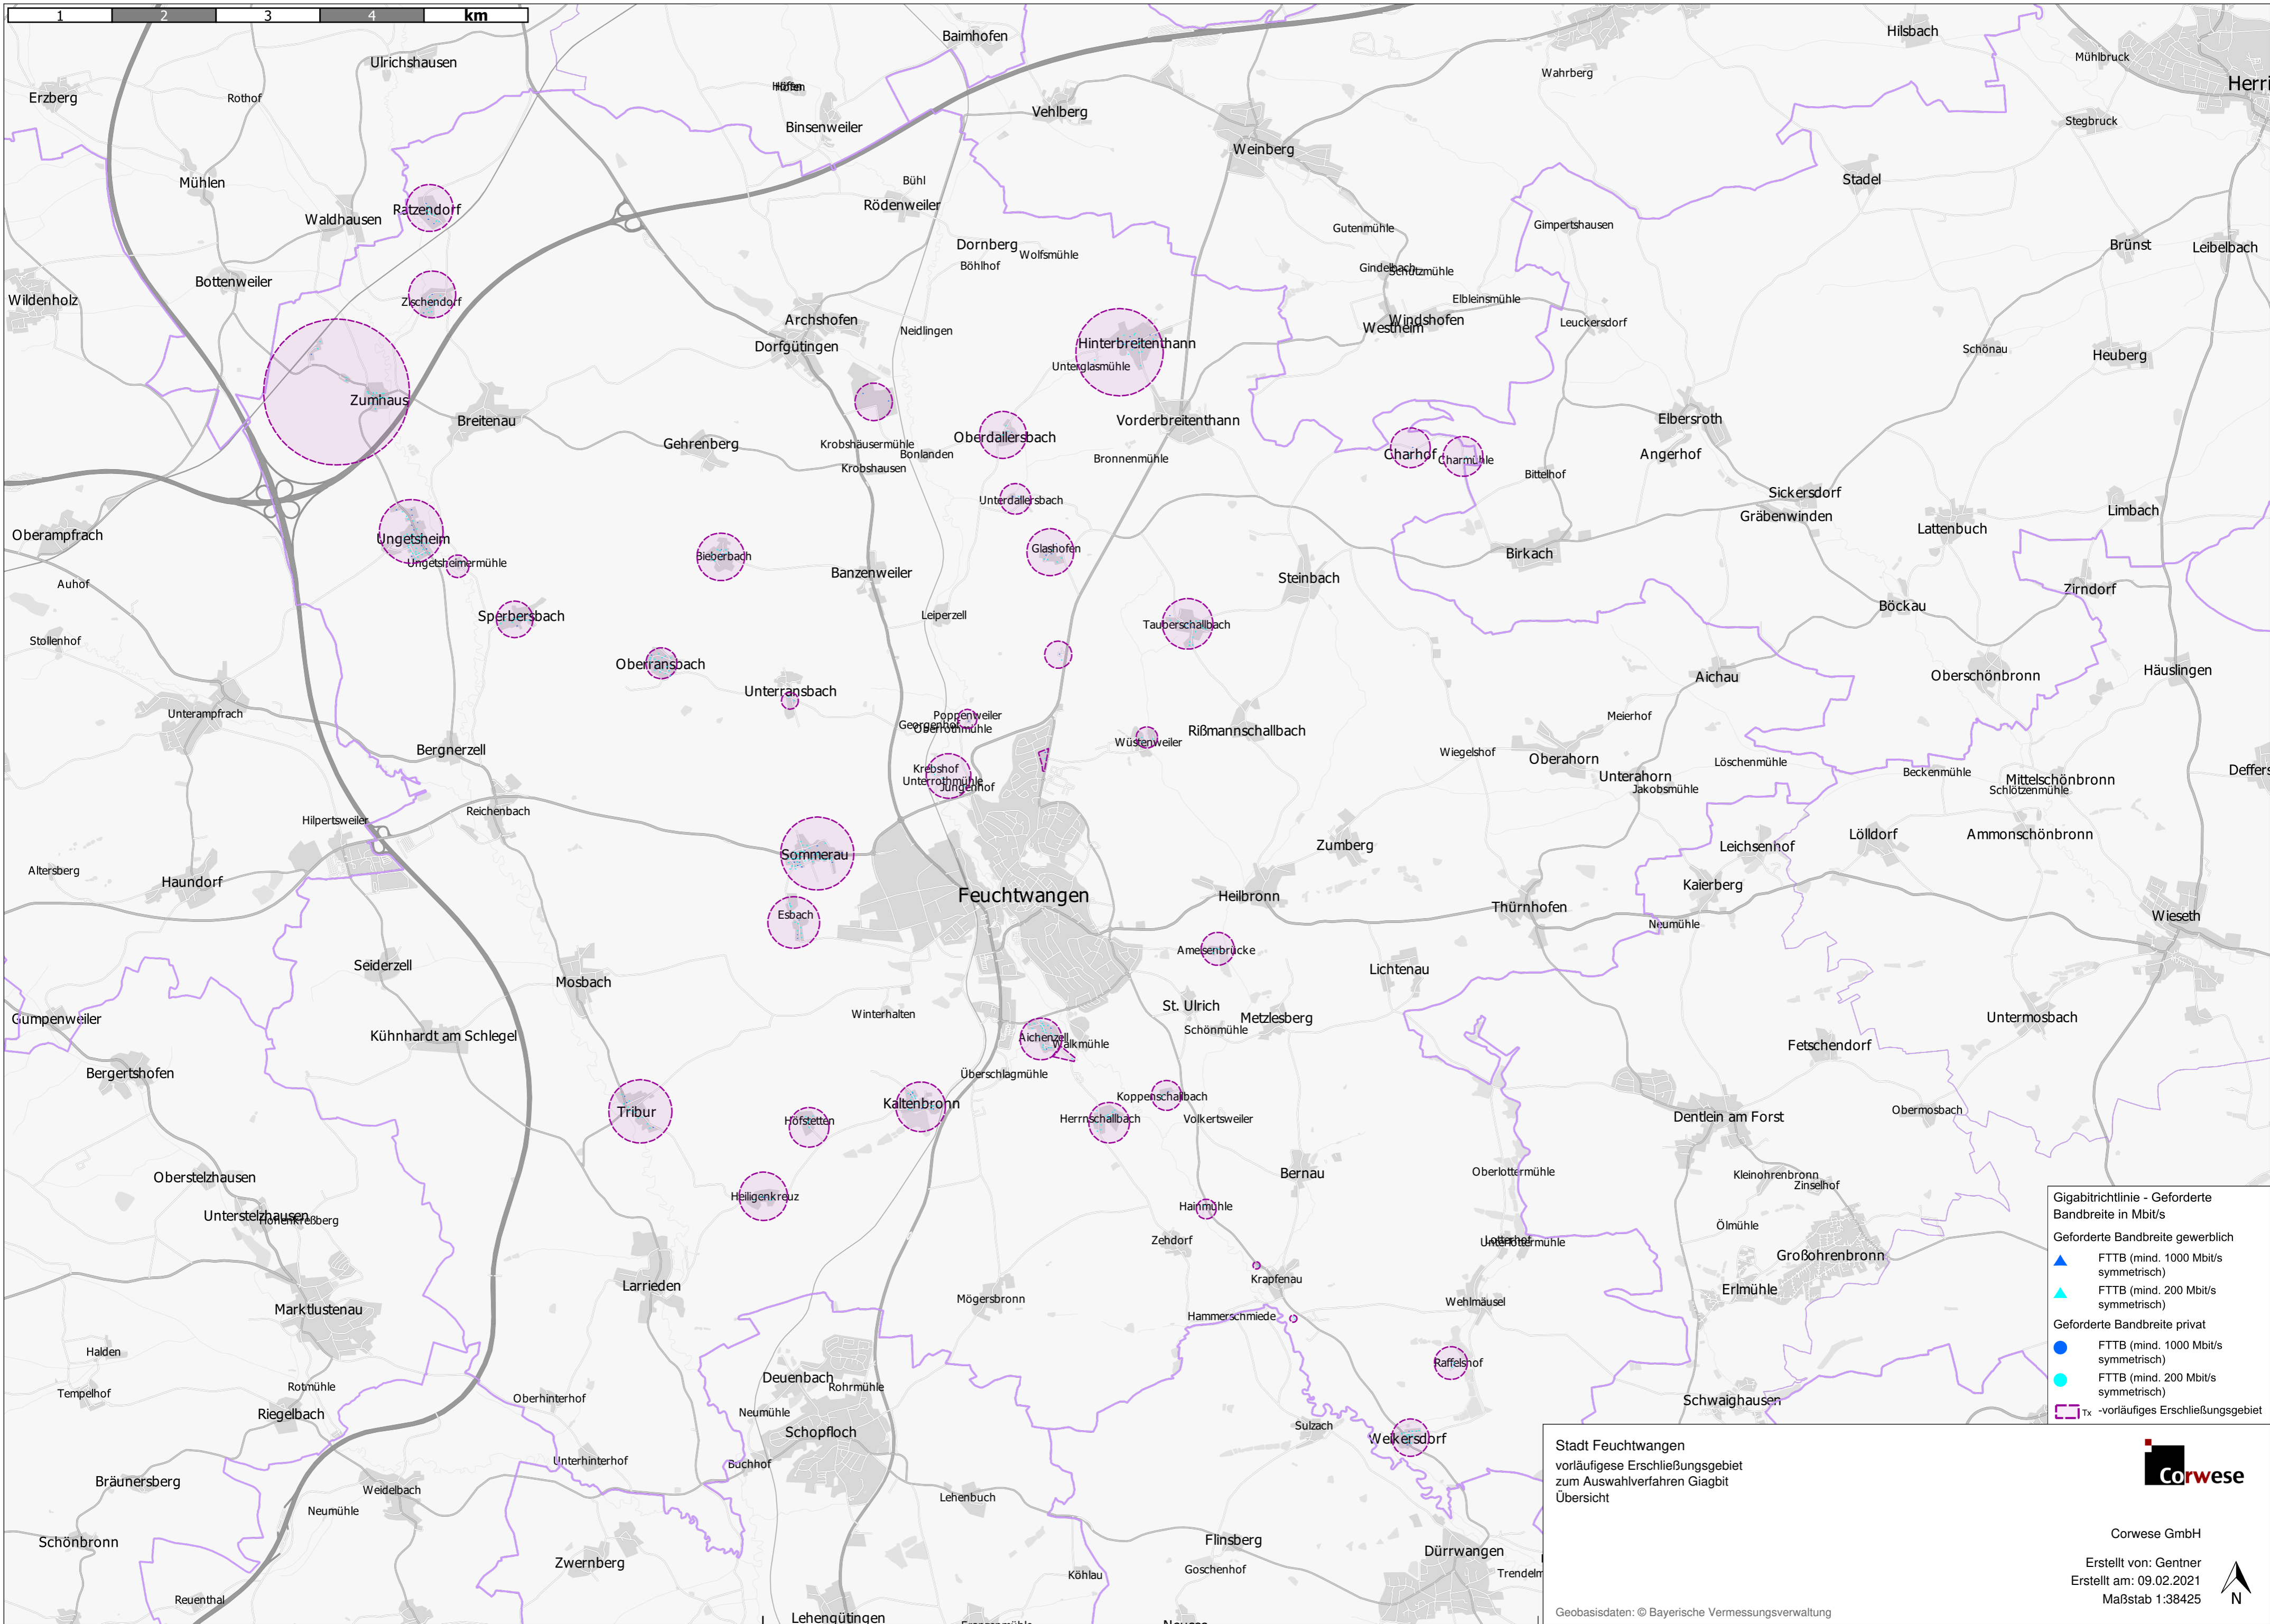 1 2 3 4 km
Baimhofen
Hilsbach
Ulrichshausen
Mühlbruck
Wahrberg
Herri
Erzberg
Rothof
Vehlberg
Binsenweiler
Stegbruck
Weinberg
Mühlen
Bühl
Stadel
Ratzendorf
Rödenweiler
Waldhausen
Gutenmühle
Gimpertshausen
Dornberg
Wolfsmühle
Brünst
Leibelbach
Böhlhof
Gindelbach
Schutzmühle
Bottenweiler
Wildenholz
Zischendorf
Elbleinsmühle
Archshofen
Neidlingen
Windshofen
Westheim
Leuckersdorf
Dorfgütingen
Hinterbreitenthann
Schönau
Heuberg
Unterglasmühle
Zumhaus
Breitenau
Vorderbreitenthann
Elbersroth
Gehrenberg
Krobshäusermühle
Oberdallersbach
Bonlanden
Charhof
Charmühle
Angerhof
Krobshausen
Bronnenmühle
Bittelhof
Sickersdorf
Unterdallersbach
Gräbenwinden
Limbach
Lattenbuch
Oberampfrach
Ungetsheim
Bieberbach
Glashofen
Birkach
Ungetsheimermühle
Auhof
Banzenweiler
Steinbach
Zirndorf
Böckau
Sperbersbach
Leiperzell
Tauberschallbach
Stollenhof
Oberransbach
Aichau
Oberschönbronn
Häuslingen
Unterransbach
Unterampfrach
Poppenweiler
Georgenhof
Oberrothmühle
Meierhof
Rißmannschallbach
Wüstenweiler
Bergnerzell
Wiegelshof
Oberahorn
Löschenmühle
Krebshof
Unterrothmühle
Jungenhof
Unterahorn
Jakobsmühle
Beckenmühle
Mittelschönbronn
Schlötzenmühle
Deffers
Reichenbach
Hilpertsweiler
Sommerau
Zumberg
Leichsenhof
Lölldorf
Ammonschönbronn
Altersberg
Haundorf
Feuchtwangen
Heilbronn
Kaierberg
Thürnhofen
Esbach
Neumühle
Wieseth
Ameisenbrücke
Seiderzell
Mosbach
Lichtenau
St. Ulrich
Winterhalten
Metzlesberg
Gumpenweiler
Untermosbach
Kühnhardt am Schlegel
Schönmühle
Aichenzell
Walkmühle
Fetschendorf
Bergertshofen
Überschlagmühle
Koppenschallbach
Tribur
Kaltenbronn
Höfstetten
Herrnschallbach
Volkertsweiler
Dentlein am Forst
Obermosbach
Oberstelzhausen
Bernau
Oberlottermühle
Kleinohrenbronn
Zinselhof
Heiligenkreuz
Hainmühle
Unterstelzhausen
Ölmühle
Zehdorf
Unterlottermühle
Großohrenbronn
Larrieden
Krapfenau
Erlmühle
Marktlustenau
Mögersbronn
Wehlmäusel
Hammerschmiede
Halden
Raffelshof
Deuenbach
Rohrmühle
Tempelhof
Rotmühle
Oberhinterhof
Schwaighausen
Riegelbach
Neumühle
Schopfloch
Sulzach
Weikersdorf
Buchhof
Unterhinterhof
Bräunersberg
Weidelbach
Lehenbuch
Neumühle
Schönbronn
Flinsberg
Dürrwangen
Zwernberg
Goschenhof
Köhlau
Trendelm
Reuenthal
Lehengütingen
Gigabitrichtlinie - Geforderte
Bandbreite in Mbit/s
Geforderte Bandbreite gewerblich
FTTB (mind. 1000 Mbit/s
symmetrisch)
FTTB (mind. 200 Mbit/s
symmetrisch)
Geforderte Bandbreite privat
FTTB (mind. 1000 Mbit/s
symmetrisch)
FTTB (mind. 200 Mbit/s
symmetrisch)
Tx -vorläufiges Erschließungsgebiet
Stadt Feuchtwangen
vorläufigese Erschließungsgebiet
zum Auswahlverfahren Giagbit
Übersicht
Corwese
Corwese GmbH
Erstellt von: Gentner
Erstellt am: 09.02.2021
Maßstab 1:38425
N
Geobasisdaten: © Bayerische Vermessungsverwaltung